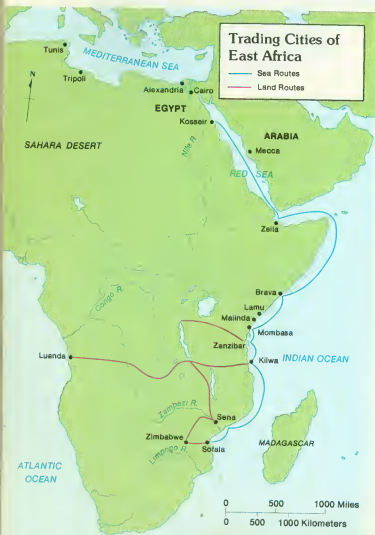 Trading Cities of
East Africa
Sea Routes
Land Routes
Tunis
MEDITERRANEAN SEA
Tripoli
N
Alexandria
Cairo
EGYPT
Kosseir
ARABIA
SAHARA DESERT
Nile R.
Mecca
RED SEA
Zeila
Brava
Congo R.
Lamu
Malinda
Mombasa
Zanzibar
Luanda
Kilwa
INDIAN OCEAN
Zambezi R.
Sena
Zimbabwe
Limpopo R.
Sofala
MADAGASCAR
ATLANTIC
OCEAN
0 500 1000 Miles
0 500 1000 Kilometers